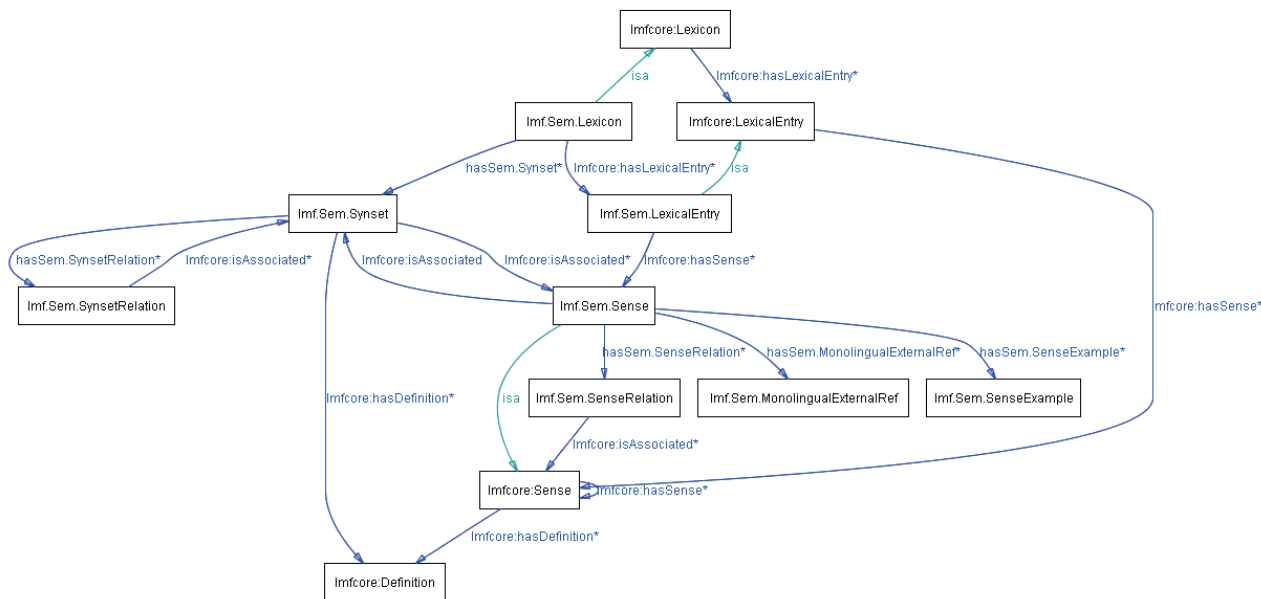 lmfcore:Lexicon
isa
lmfcore:hasLexicalEntry*
lmf.Sem.Lexicon
lmfcore:LexicalEntry
hasSem.Synset*
lmfcore:hasLexicalEntry*
isa
lmf.Sem.Synset
lmf.Sem.LexicalEntry
hasSem.SynsetRelation*
lmfcore:isAssociated*
lmfcore:isAssociated
lmfcore:isAssociated*
lmfcore:hasSense*
lmf.Sem.SynsetRelation
lmf.Sem.Sense
mfcore:hasSense*
hasSem.SenseRelation*
hasSem.MonolingualExternalRef*
hasSem.SenseExample*
lmfcore:hasDefinition*
isa
lmf.Sem.SenseRelation
lmf.Sem.MonolingualExternalRef
lmf.Sem.SenseExample
lmfcore:isAssociated*
lmfcore:Sense
lmfcore:hasSense*
lmfcore:hasDefinition*
lmfcore:Definition